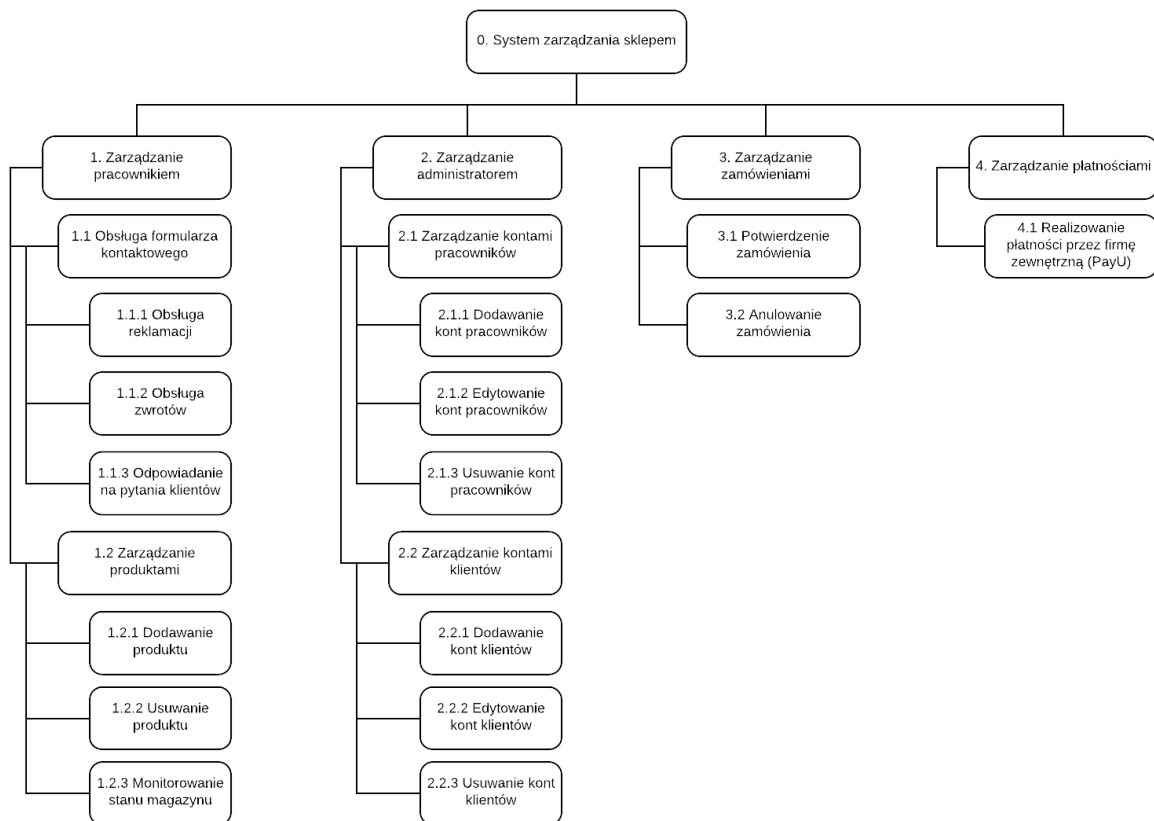 0. System zarządzania sklepem
1. Zarządzanie
pracownikiem
1.1 Obsługa formularza
kontaktowego
1.1.1 Obsługa
reklamacji
1.1.2 Obsługa
zwrotów
1.1.3 Odpowiadanie
na pytania klientów
1.2 Zarządzanie
produktami
1.2.1 Dodawanie
produktu
1.2.2 Usuwanie
produktu
1.2.3 Monitorowanie
stanu magazynu
2. Zarządzanie
administratorem
2.1 Zarządzanie kontami
pracowników
2.1.1 Dodawanie
kont pracowników
2.1.2 Edytowanie
kont pracowników
2.1.3 Usuwanie kont
pracowników
2.2 Zarządzanie kontami
klientów
2.2.1 Dodawanie
kont klientów
2.2.2 Edytowanie
kont klientów
2.2.3 Usuwanie kont
klientów
3. Zarządzanie
zamówieniami
3.1 Potwierdzenie
zamówienia
3.2 Anulowanie
zamówienia
4. Zarządzanie płatnościami
4.1 Realizowanie
płatności przez firmę
zewnętrzną (PayU)